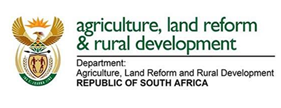 agriculture, land reform
& rural development
Department:
Agriculture, Land Reform and Rural Development
REPUBLIC OF SOUTH AFRICA